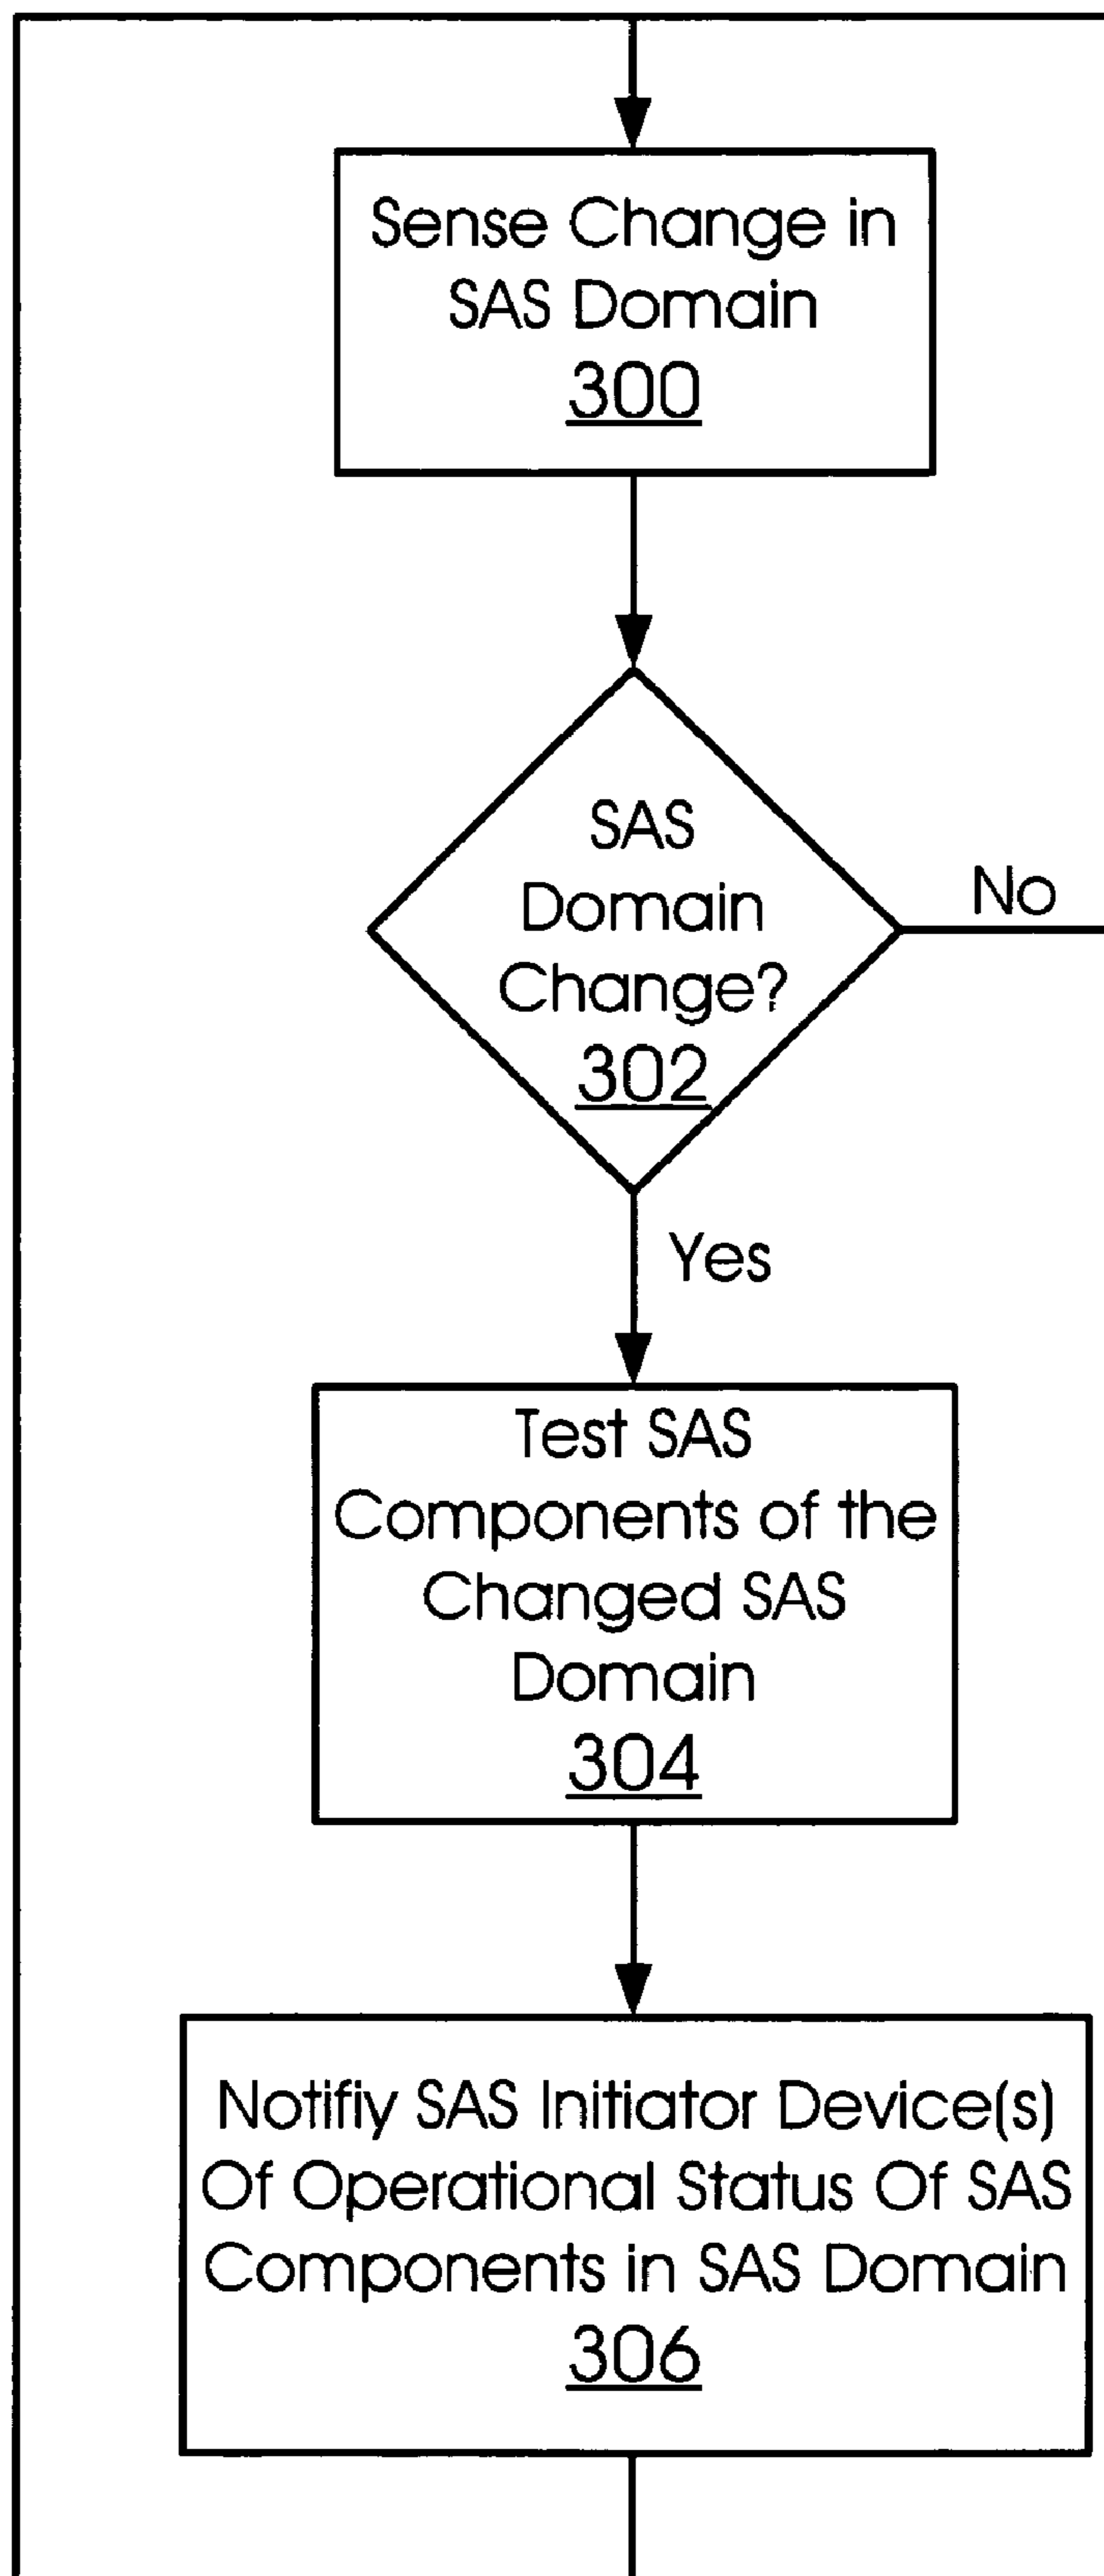 Sense Change in
SAS Domain
300
SAS
Domain
Change?
302
No
Yes
Test SAS
Components of the
Changed SAS
Domain
304
Notifiy SAS Initiator Device(s)
Of Operational Status Of SAS
Components in SAS Domain
306